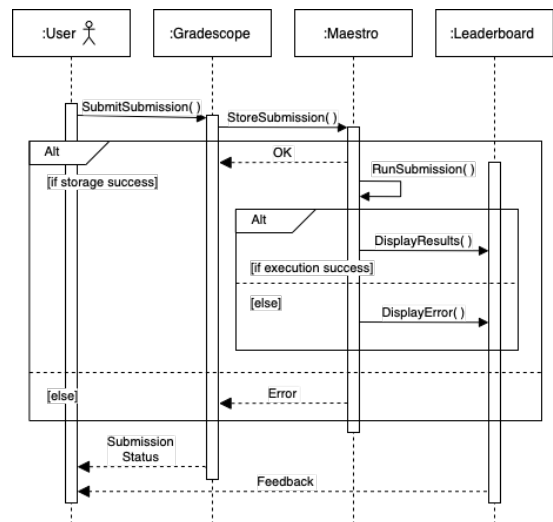 :User
:Gradescope
:Maestro
:Leaderboard
SubmitSubmission( )
StoreSubmission( )
Alt
OK
[if storage success]
RunSubmission( )
Alt
DisplayResults( )
[if execution success]
[else]
DisplayError( )
[else]
Error
Submission
Status
Feedback